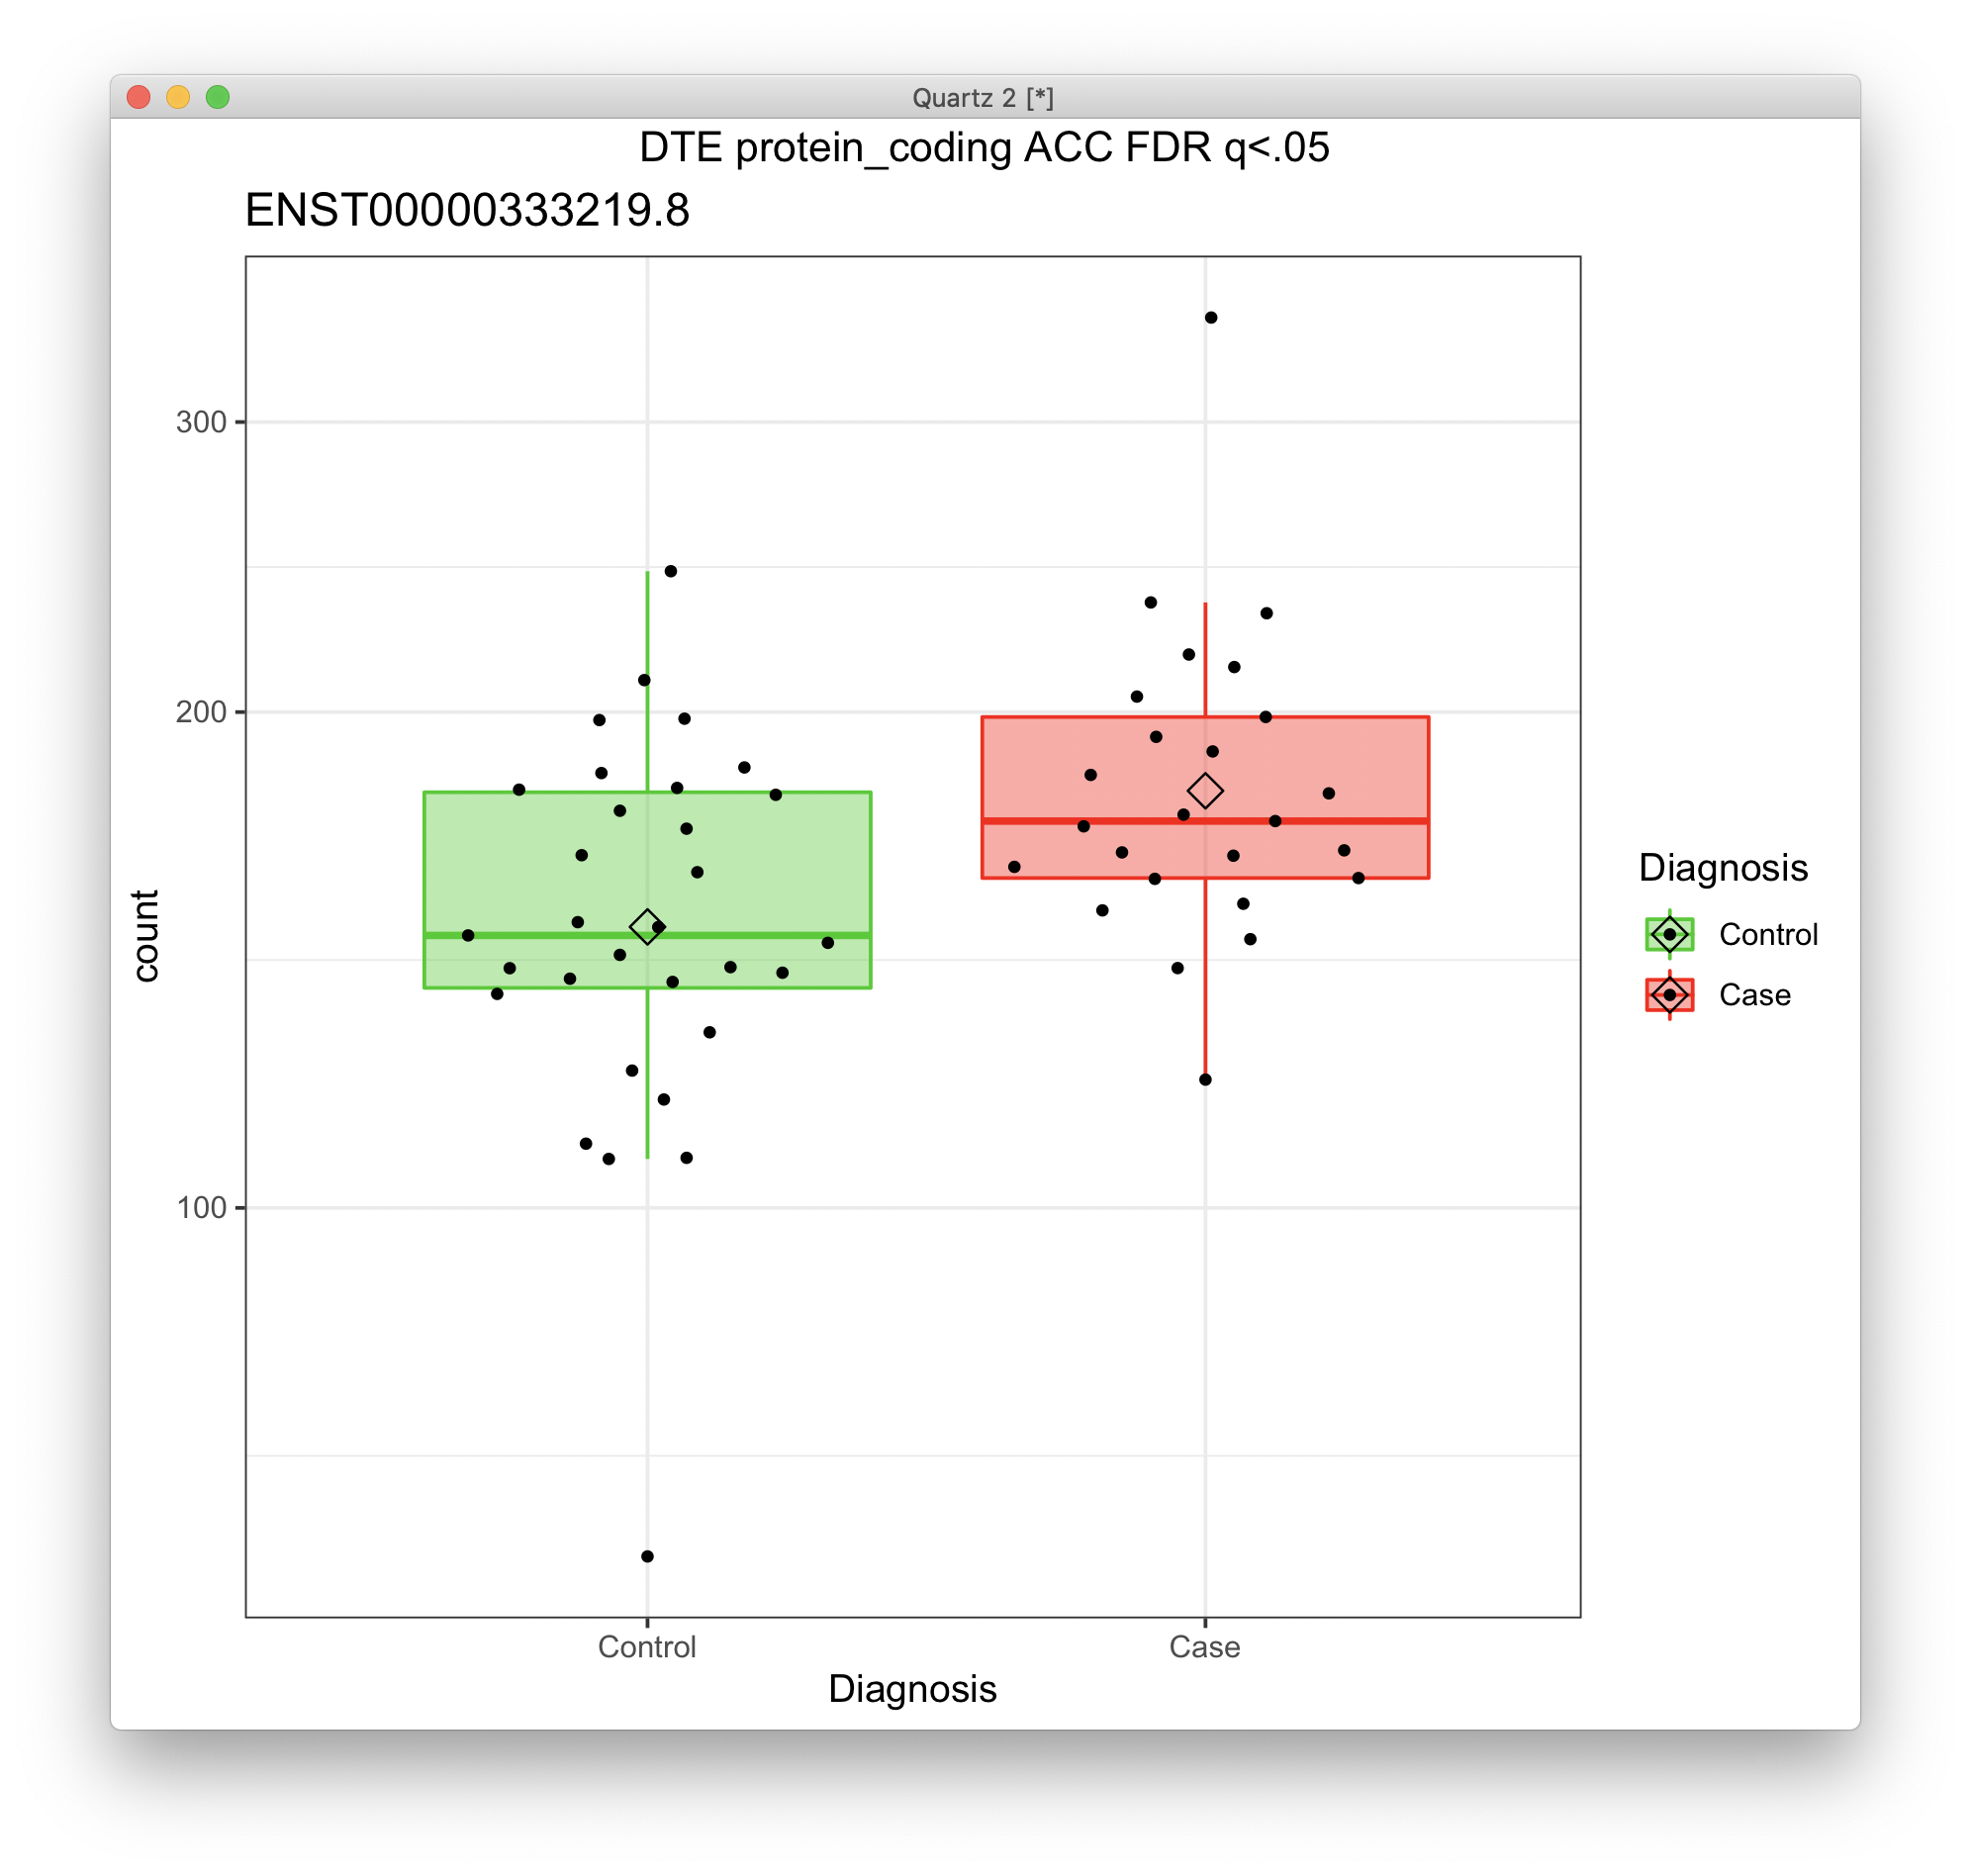 Quartz 2 [*]
DTE protein_coding ACC FDR q<.05
ENST00000333219.8
300
200
100
count
Control
Case
Diagnosis
Diagnosis
Control
Case